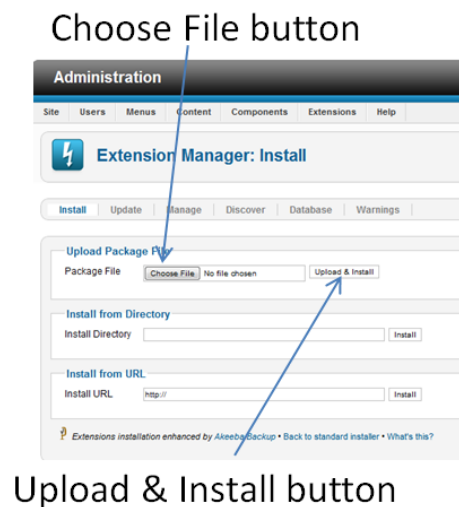 Choose File button
Administration
Site Users Menus Content Components Extensions Help
Extension Manager: Install
Install Update Manage Discover Database Warnings
Upload Package File
Package File Choose File No file chosen Upload & Install
Install from Directory
Install Directory Install
Install from URL
Install URL http:// Install
Extensions installation enhanced by Akeeba Backup • Back to standard installer • What's this?
Upload & Install button